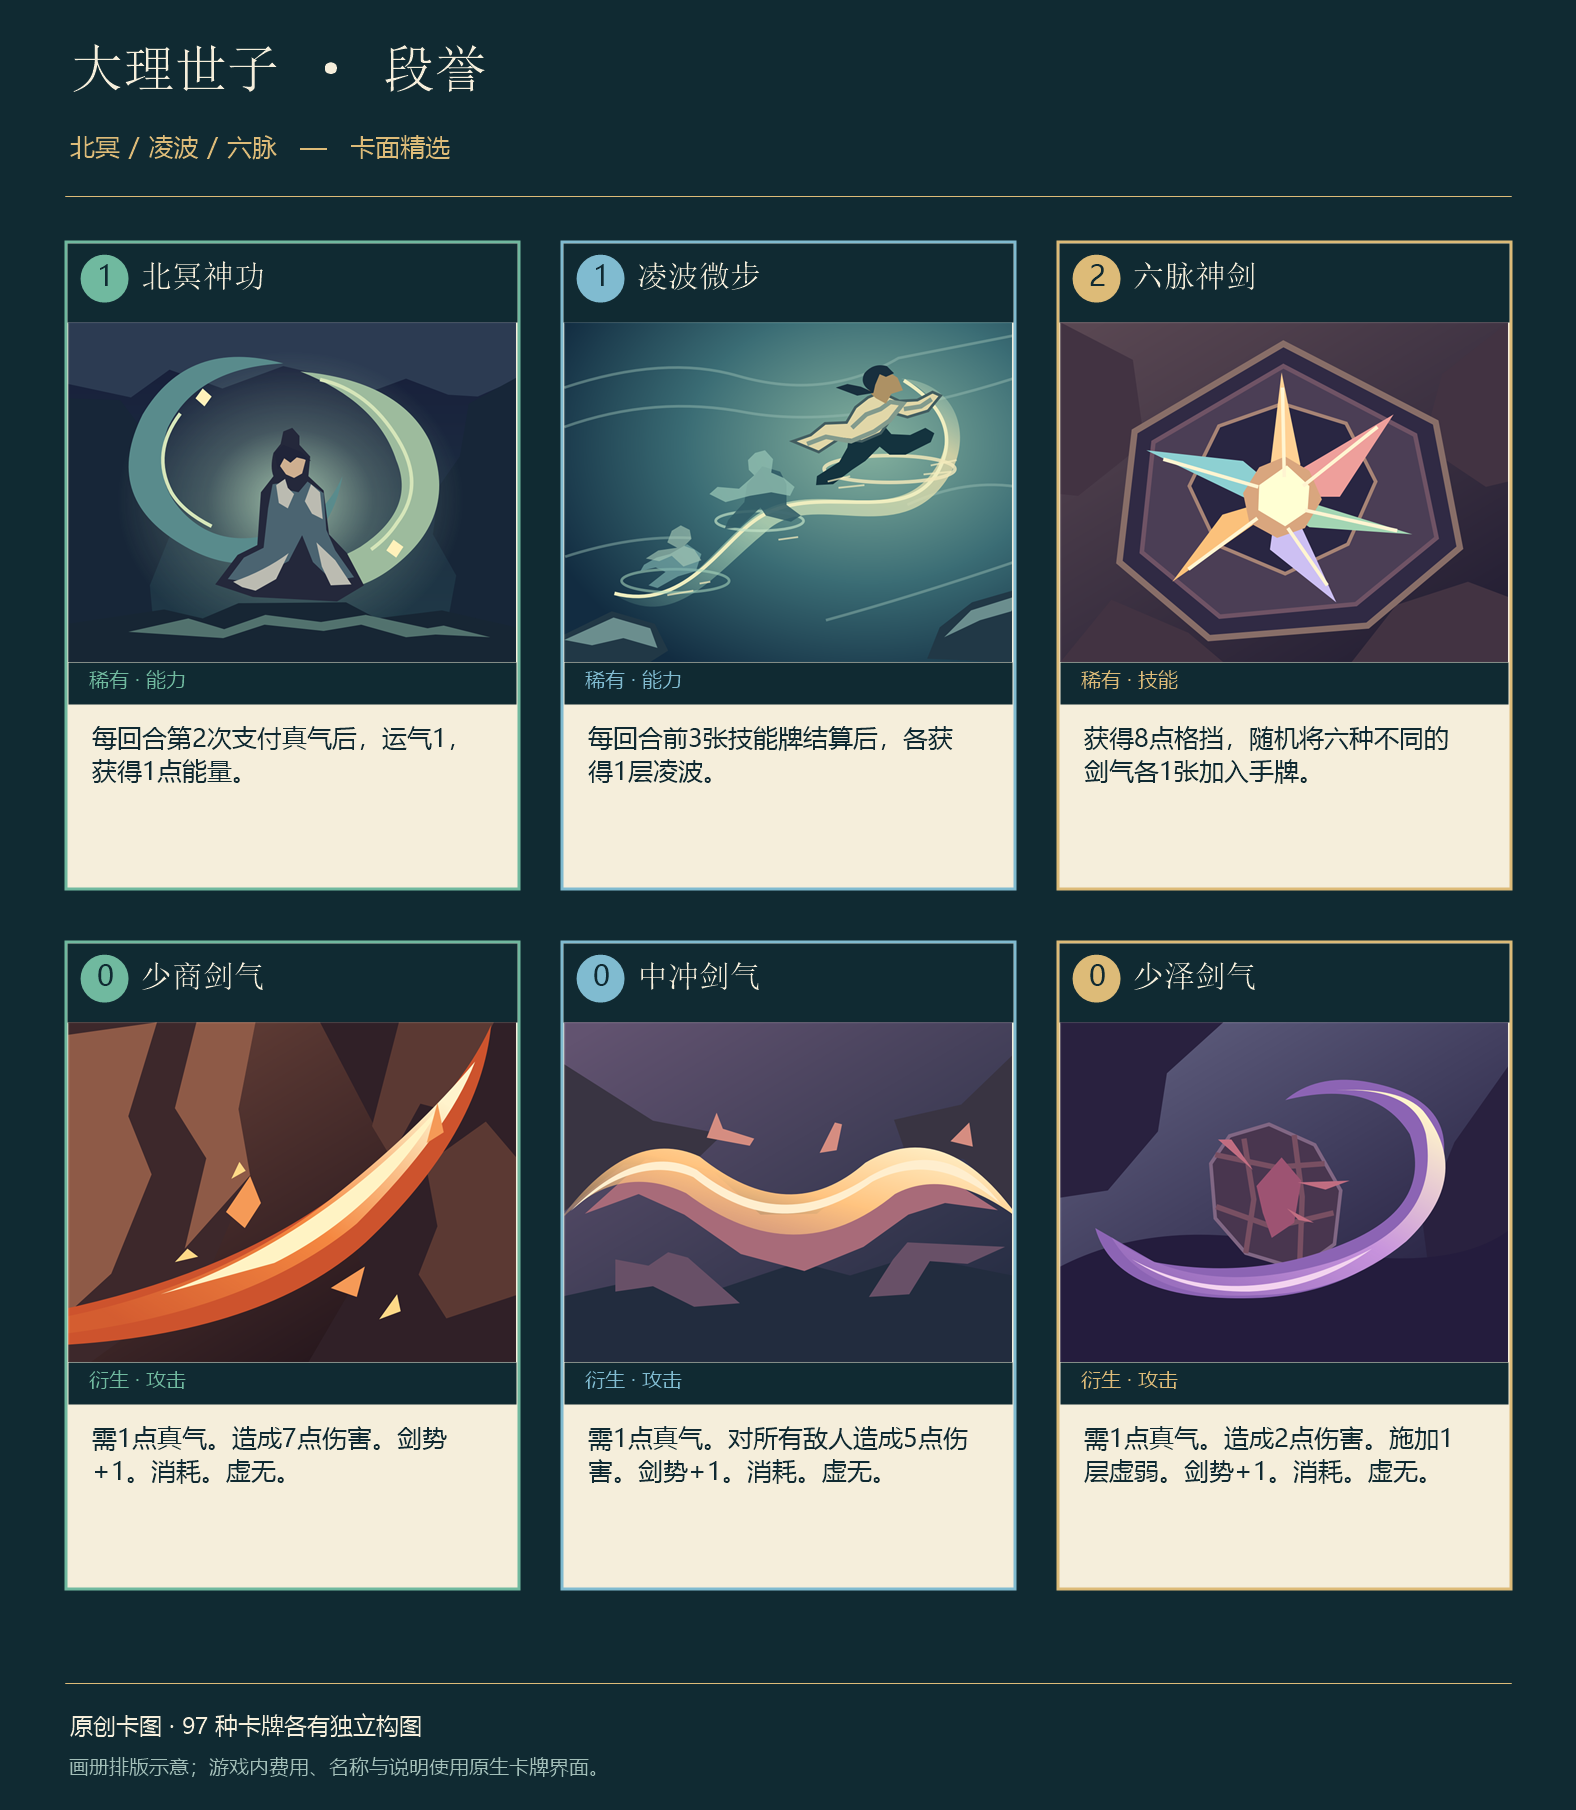 大理世子 · 段誉
北冥 / 凌波 / 六脉 — 卡面精选
1 北冥神功
稀有 · 能力
每回合第2次支付真气后，运气1，
获得1点能量。
1 凌波微步
稀有 · 能力
每回合前3张技能牌结算后，各获
得1层凌波。
2 六脉神剑
稀有 · 技能
获得8点格挡，随机将六种不同的
剑气各1张加入手牌。
0 少商剑气
衍生 · 攻击
需1点真气。造成7点伤害。剑势
+1。消耗。虚无。
0 中冲剑气
衍生 · 攻击
需1点真气。对所有敌人造成5点伤
害。剑势+1。消耗。虚无。
0 少泽剑气
衍生 · 攻击
需1点真气。造成2点伤害。施加1
层虚弱。剑势+1。消耗。虚无。
原创卡图 · 97 种卡牌各有独立构图
画册排版示意；游戏内费用、名称与说明使用原生卡牌界面。